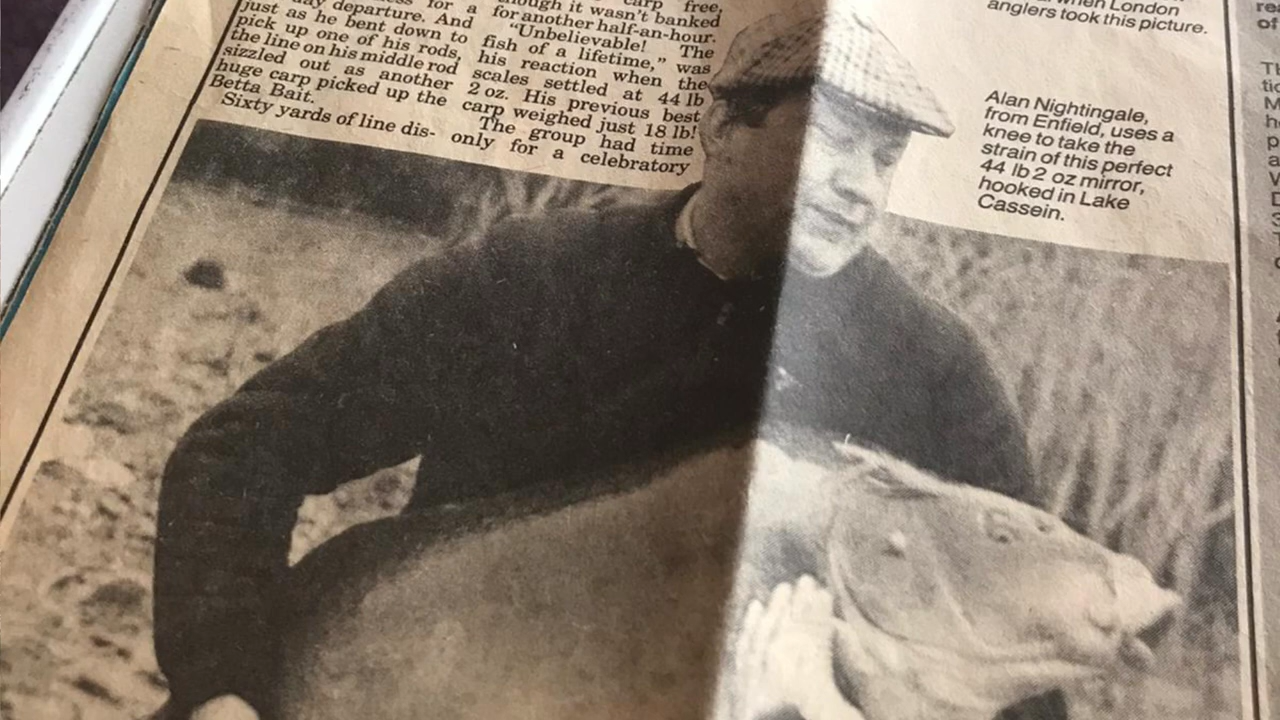 for a
day departure. And
just as he bent down to
pick up one of his rods,
the line on his middle rod
sizzled out as another
huge carp picked up the
Betta Bait.
Sixty yards of line dis-
carp free,
though it wasn't banked
for another half-an-hour.
"Unbelievable! The
fish of a lifetime," was
his reaction when the
scales settled at 44 lb
2 oz. His previous best
carp weighed just 18 lb!
The group had time
only for a celebratory
when London
anglers took this picture.
Alan Nightingale,
from Enfield, uses a
knee to take the
strain of this perfect
44 lb 2 oz mirror,
hooked in Lake
Cassein.